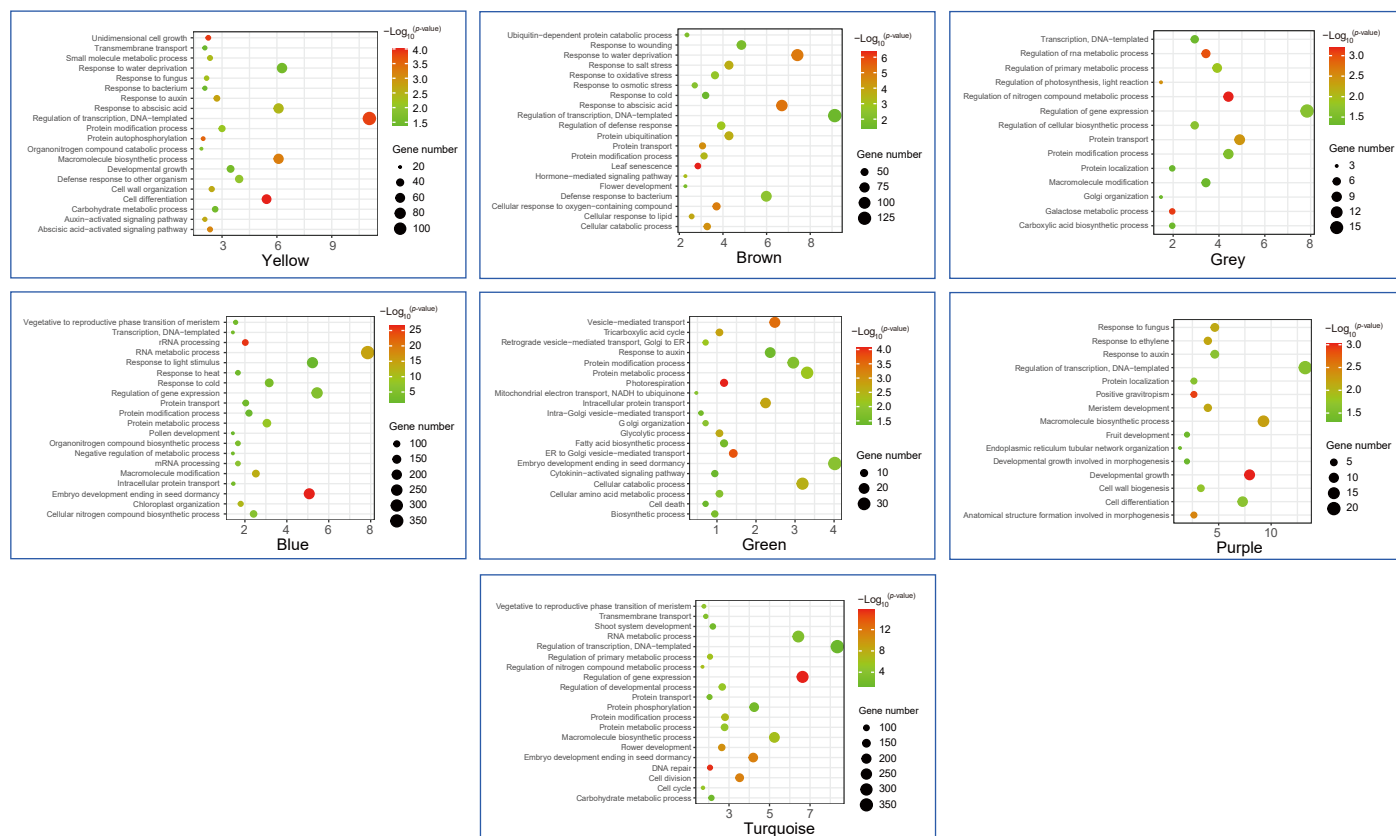 Unidimensional cell growth
Transmembrane transport
Small molecule metabolic process
Response to water deprivation
Response to fungus
Response to bacterium
Response to auxin
Response to abscisic acid
Regulation of transcription, DNA−templated
Protein modification process
Protein autophosphorylation
Organonitrogen compound catabolic process
Macromolecule biosynthetic process
Developmental growth
Defense response to other organism
Cell wall organization
Cell differentiation
Carbohydrate metabolic process
Auxin−activated signaling pathway
Abscisic acid−activated signaling pathway
3 6 9
Yellow
−Log10(p-value)
4.0
3.5
3.0
2.5
2.0
1.5
Gene number
20
40
60
80
100
Ubiquitin−dependent protein catabolic process
Response to wounding
Response to water deprivation
Response to salt stress
Response to oxidative stress
Response to osmotic stress
Response to cold
Response to abscisic acid
Regulation of transcription, DNA−templated
Regulation of defense response
Protein ubiquitination
Protein transport
Protein modification process
Leaf senescence
Hormone−mediated signaling pathway
Flower development
Defense response to bacterium
Cellular response to oxygen−containing compound
Cellular response to lipid
Cellular catabolic process
2 4 6 8
Brown
−Log10(p-value)
6
5
4
3
2
Gene number
50
75
100
125
Transcription, DNA−templated
Regulation of rna metabolic process
Regulation of primary metabolic process
Regulation of photosynthesis, light reaction
Regulation of nitrogen compound metabolic process
Regulation of gene expression
Regulation of cellular biosynthetic process
Protein transport
Protein modification process
Protein localization
Macromolecule modification
Golgi organization
Galactose metabolic process
Carboxylic acid biosynthetic process
2 4 6 8
Grey
−Log10(p-value)
3.0
2.5
2.0
1.5
Gene number
3
6
9
12
15
Vegetative to reproductive phase transition of meristem
Transcription, DNA−templated
rRNA processing
RNA metabolic process
Response to light stimulus
Response to heat
Response to cold
Regulation of gene expression
Protein transport
Protein modification process
Protein metabolic process
Pollen development
Organonitrogen compound biosynthetic process
Negative regulation of metabolic process
mRNA processing
Macromolecule modification
Intracellular protein transport
Embryo development ending in seed dormancy
Chloroplast organization
Cellular nitrogen compound biosynthetic process
2 4 6 8
Blue
−Log10(p-value)
25
20
15
10
5
Gene number
100
150
200
250
300
350
Vesicle−mediated transport
Tricarboxylic acid cycle
Retrograde vesicle−mediated transport, Golgi to ER
Response to auxin
Protein modification process
Protein metabolic process
Photorespiration
Mitochondrial electron transport, NADH to ubiquinone
Intracellular protein transport
Intra−Golgi vesicle−mediated transport
Golgi organization
Glycolytic process
Fatty acid biosynthetic process
ER to Golgi vesicle−mediated transport
Embryo development ending in seed dormancy
Cytokinin−activated signaling pathway
Cellular catabolic process
Cellular amino acid metabolic process
Cell death
Biosynthetic process
1 2 3 4
Green
−Log10(p-value)
4.0
3.5
3.0
2.5
2.0
1.5
Gene number
10
20
30
Response to fungus
Response to ethylene
Response to auxin
Regulation of transcription, DNA−templated
Protein localization
Positive gravitropism
Meristem development
Macromolecule biosynthetic process
Fruit development
Endoplasmic reticulum tubular network organization
Developmental growth involved in morphogenesis
Developmental growth
Cell wall biogenesis
Cell differentiation
Anatomical structure formation involved in morphogenesis
5 10
Purple
−Log10(p-value)
3.0
2.5
2.0
1.5
Gene number
5
10
15
20
Vegetative to reproductive phase transition of meristem
Transmembrane transport
Shoot system development
RNA metabolic process
Regulation of transcription, DNA−templated
Regulation of primary metabolic process
Regulation of nitrogen compound metabolic process
Regulation of gene expression
Regulation of developmental process
Protein transport
Protein phosphorylation
Protein modification process
Protein metabolic process
Macromolecule biosynthetic process
Flower development
Embryo development ending in seed dormancy
DNA repair
Cell division
Cell cycle
Carbohydrate metabolic process
3 5 7
Turquoise
−Log10(p-value)
12
8
4
Gene number
100
150
200
250
300
350